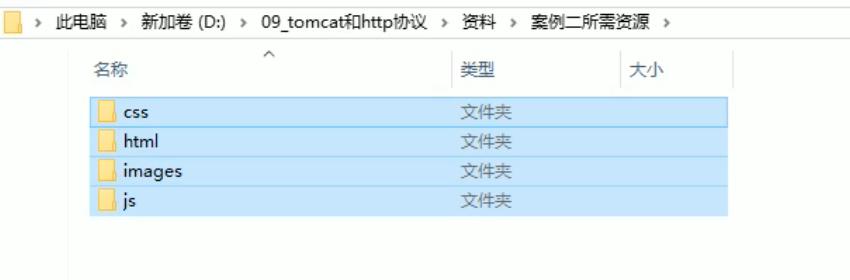 此电脑 > 新加卷 (D:) > 09_tomcat和http协议 > 资料 > 案例二所需资源 >
名称 类型 大小
css 文件夹
html 文件夹
images 文件夹
js 文件夹